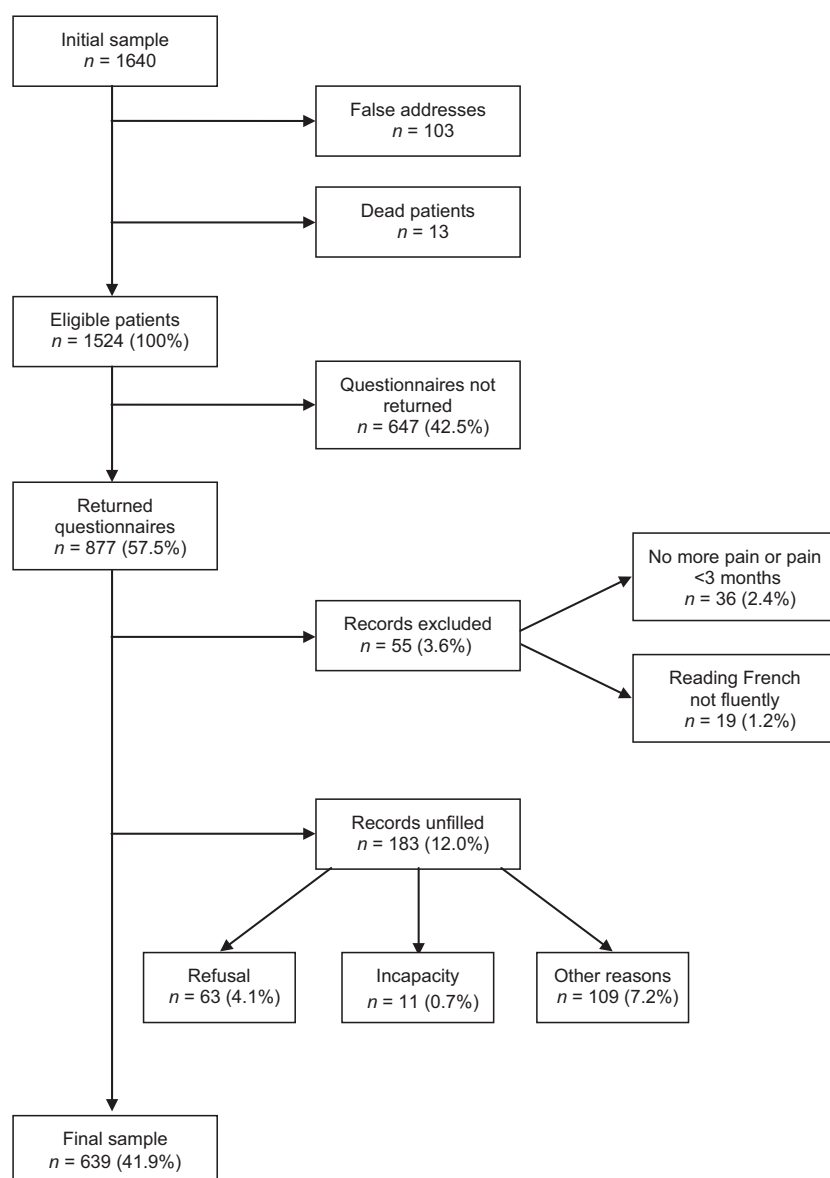 Initial sample
n = 1640
False addresses
n = 103
Dead patients
n = 13
Eligible patients
n = 1524 (100%)
Questionnaires not
returned
n = 647 (42.5%)
Returned
questionnaires
n = 877 (57.5%)
No more pain or pain
<3 months
n = 36 (2.4%)
Records excluded
n = 55 (3.6%)
Reading French
not fluently
n = 19 (1.2%)
Records unfilled
n = 183 (12.0%)
Refusal
n = 63 (4.1%)
Incapacity
n = 11 (0.7%)
Other reasons
n = 109 (7.2%)
Final sample
n = 639 (41.9%)